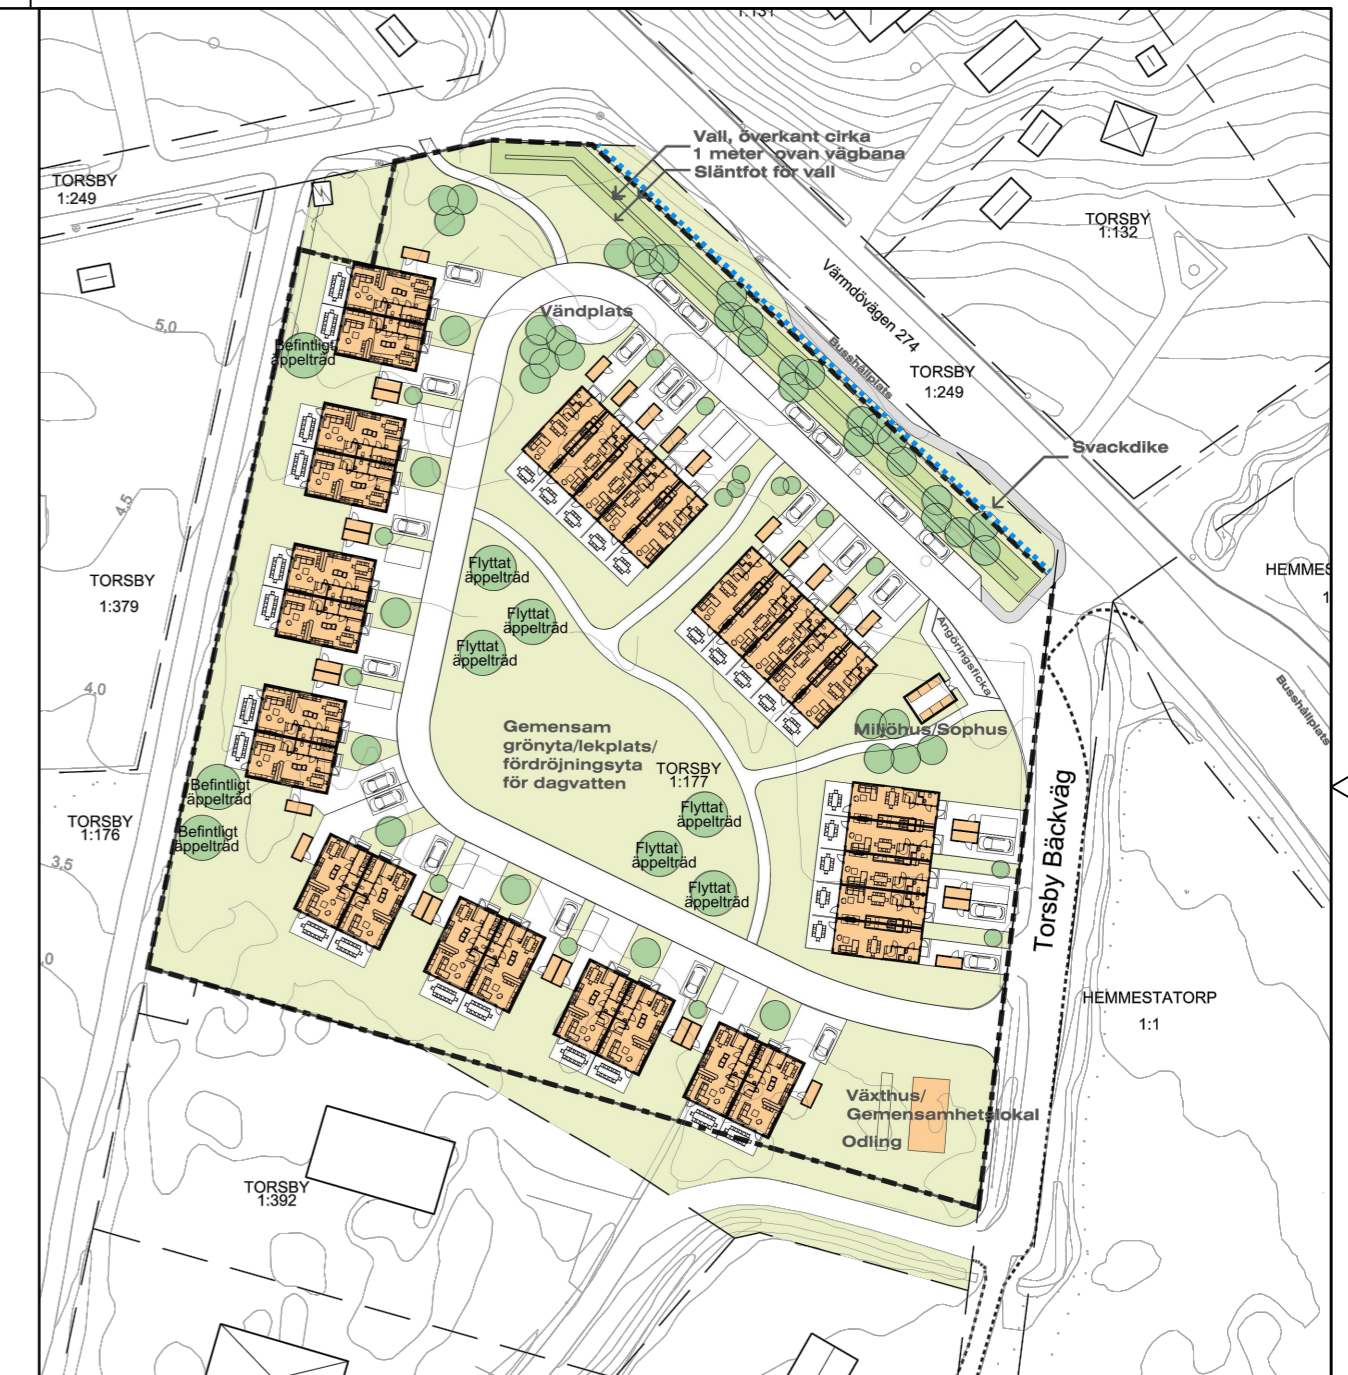 1:131
Vall, överkant cirka
1 meter ovan vägbana
Släntfot för vall
TORSBY
1:249
TORSBY
1:132
Värmdövägen 274
Vändplats
5,0
Befintligt
äppelträd
Busshållplats
TORSBY
1:249
Svackdike
4,5
TORSBY
1:379
Flyttat
äppelträd
Flyttat
äppelträd
Flyttat
äppelträd
HEMMES
1
Angöringsficka
Busshållplats
4,0
Gemensam
grönyta/lekplats/
fördröjningsyta
för dagvatten
TORSBY
1:177
Miljöhus/Sophus
Befintligt
äppelträd
Befintligt
äppelträd
TORSBY
1:176
3,5
Flyttat
äppelträd
Flyttat
äppelträd
Flyttat
äppelträd
Torsby Bäckväg
,0
HEMMESTATORP
1:1
Växthus/
Gemensamhetslokal
Odling
TORSBY
1:392